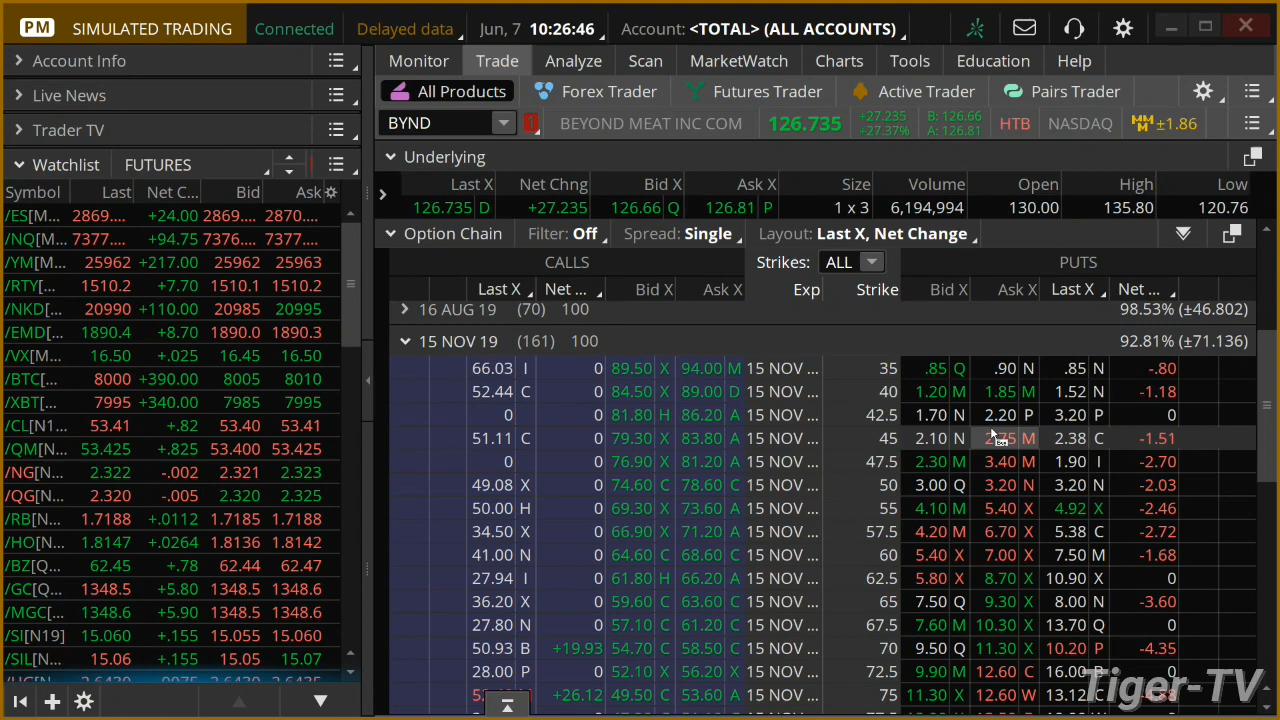 PM SIMULATED TRADING Connected Delayed data Jun, 7 10:26:46 Account: <TOTAL> (ALL ACCOUNTS)
Account Info
Live News
Trader TV
Watchlist FUTURES
Symbol Last Net C... Bid Ask
/ES[M... 2869.... +24.00 2869.... 2870....
/NQ[M... 7377.... +94.75 7376.... 7377....
/YM[M... 25962 +217.00 25962 25963
/RTY[... 1510.2 +7.70 1510.1 1510.2
/NKD[... 20990 +110.00 20985 20995
/EMD[... 1890.4 +8.70 1890.0 1890.3
/VX[M... 16.50 +.025 16.45 16.50
/BTC[... 8000 +390.00 8005 8010
/XBT[... 7995 +340.00 7985 7995
/CL[N1... 53.41 +.82 53.40 53.41
/QM[N... 53.425 +.825 53.400 53.425
/NG[N... 2.322 -.002 2.321 2.322
/QG[N... 2.320 -.005 2.320 2.325
/RB[N... 1.7188 +.0112 1.7185 1.7188
/HO[N... 1.8147 +.0264 1.8136 1.8142
/BZ[Q... 62.45 +.78 62.44 62.47
/GC[Q... 1348.5 +5.80 1348.5 1348.6
/MGC[... 1348.6 +5.90 1348.5 1348.6
/SI[N19] 15.060 +.155 15.055 15.060
/SIL[N... 15.06 +.155 15.05 15.07
Monitor Trade Analyze Scan MarketWatch Charts Tools Education Help
All Products Forex Trader Futures Trader Active Trader Pairs Trader
BYND BEYOND MEAT INC COM 126.735 +27.235 B: 126.66 HTB NASDAQ MMM ±1.86
+27.37% A: 126.81
Underlying
Last X Net Chng Bid X Ask X Size Volume Open High Low
126.735 D +27.235 126.66 Q 126.81 P 1 x 3 6,194,994 130.00 135.80 120.76
Option Chain Filter: Off Spread: Single Layout: Last X, Net Change
CALLS Strikes: ALL PUTS
Last X Net ... Bid X Ask X Exp Strike Bid X Ask X Last X Net ...
16 AUG 19 (70) 100 98.53% (±46.802)
15 NOV 19 (161) 100 92.81% (±71.136)
66.03 I 0 89.50 X 94.00 M 15 NOV ... 35 .85 Q .90 N .85 N -.80
52.44 C 0 84.50 X 89.00 D 15 NOV ... 40 1.20 M 1.85 M 1.52 N -1.18
0 0 81.80 H 86.20 A 15 NOV ... 42.5 1.70 N 2.20 P 3.20 P 0
51.11 C 0 79.30 X 83.80 A 15 NOV ... 45 2.10 N 2.75 M 2.38 C -1.51
0 0 76.90 X 81.20 A 15 NOV ... 47.5 2.30 M 3.40 M 1.90 I -2.70
49.08 X 0 74.60 C 78.60 C 15 NOV ... 50 3.00 Q 3.20 N 3.20 N -2.03
50.00 H 0 69.30 X 73.60 A 15 NOV ... 55 4.10 M 5.40 X 4.92 X -2.46
34.50 X 0 66.90 X 71.20 A 15 NOV ... 57.5 4.20 M 6.70 X 5.38 C -2.72
41.00 N 0 64.60 C 68.60 C 15 NOV ... 60 5.40 X 7.00 X 7.50 M -1.68
27.94 I 0 61.80 H 66.20 A 15 NOV ... 62.5 5.80 X 8.70 X 10.90 X 0
36.20 X 0 59.60 C 63.60 C 15 NOV ... 65 7.50 Q 9.30 X 8.00 N -3.60
27.80 N 0 57.10 C 61.20 C 15 NOV ... 67.5 7.60 M 10.30 X 13.70 Q 0
50.93 B +19.93 54.70 C 58.50 C 15 NOV ... 70 9.50 Q 11.30 X 10.20 P -4.35
28.00 P 0 52.10 X 56.30 X 15 NOV ... 72.5 9.90 M 12.60 C 16.00 B 0
+26.12 49.50 C 53.60 C 15 NOV ... 75 11.30 X 12.60 W 13.12 C
Tiger-TV